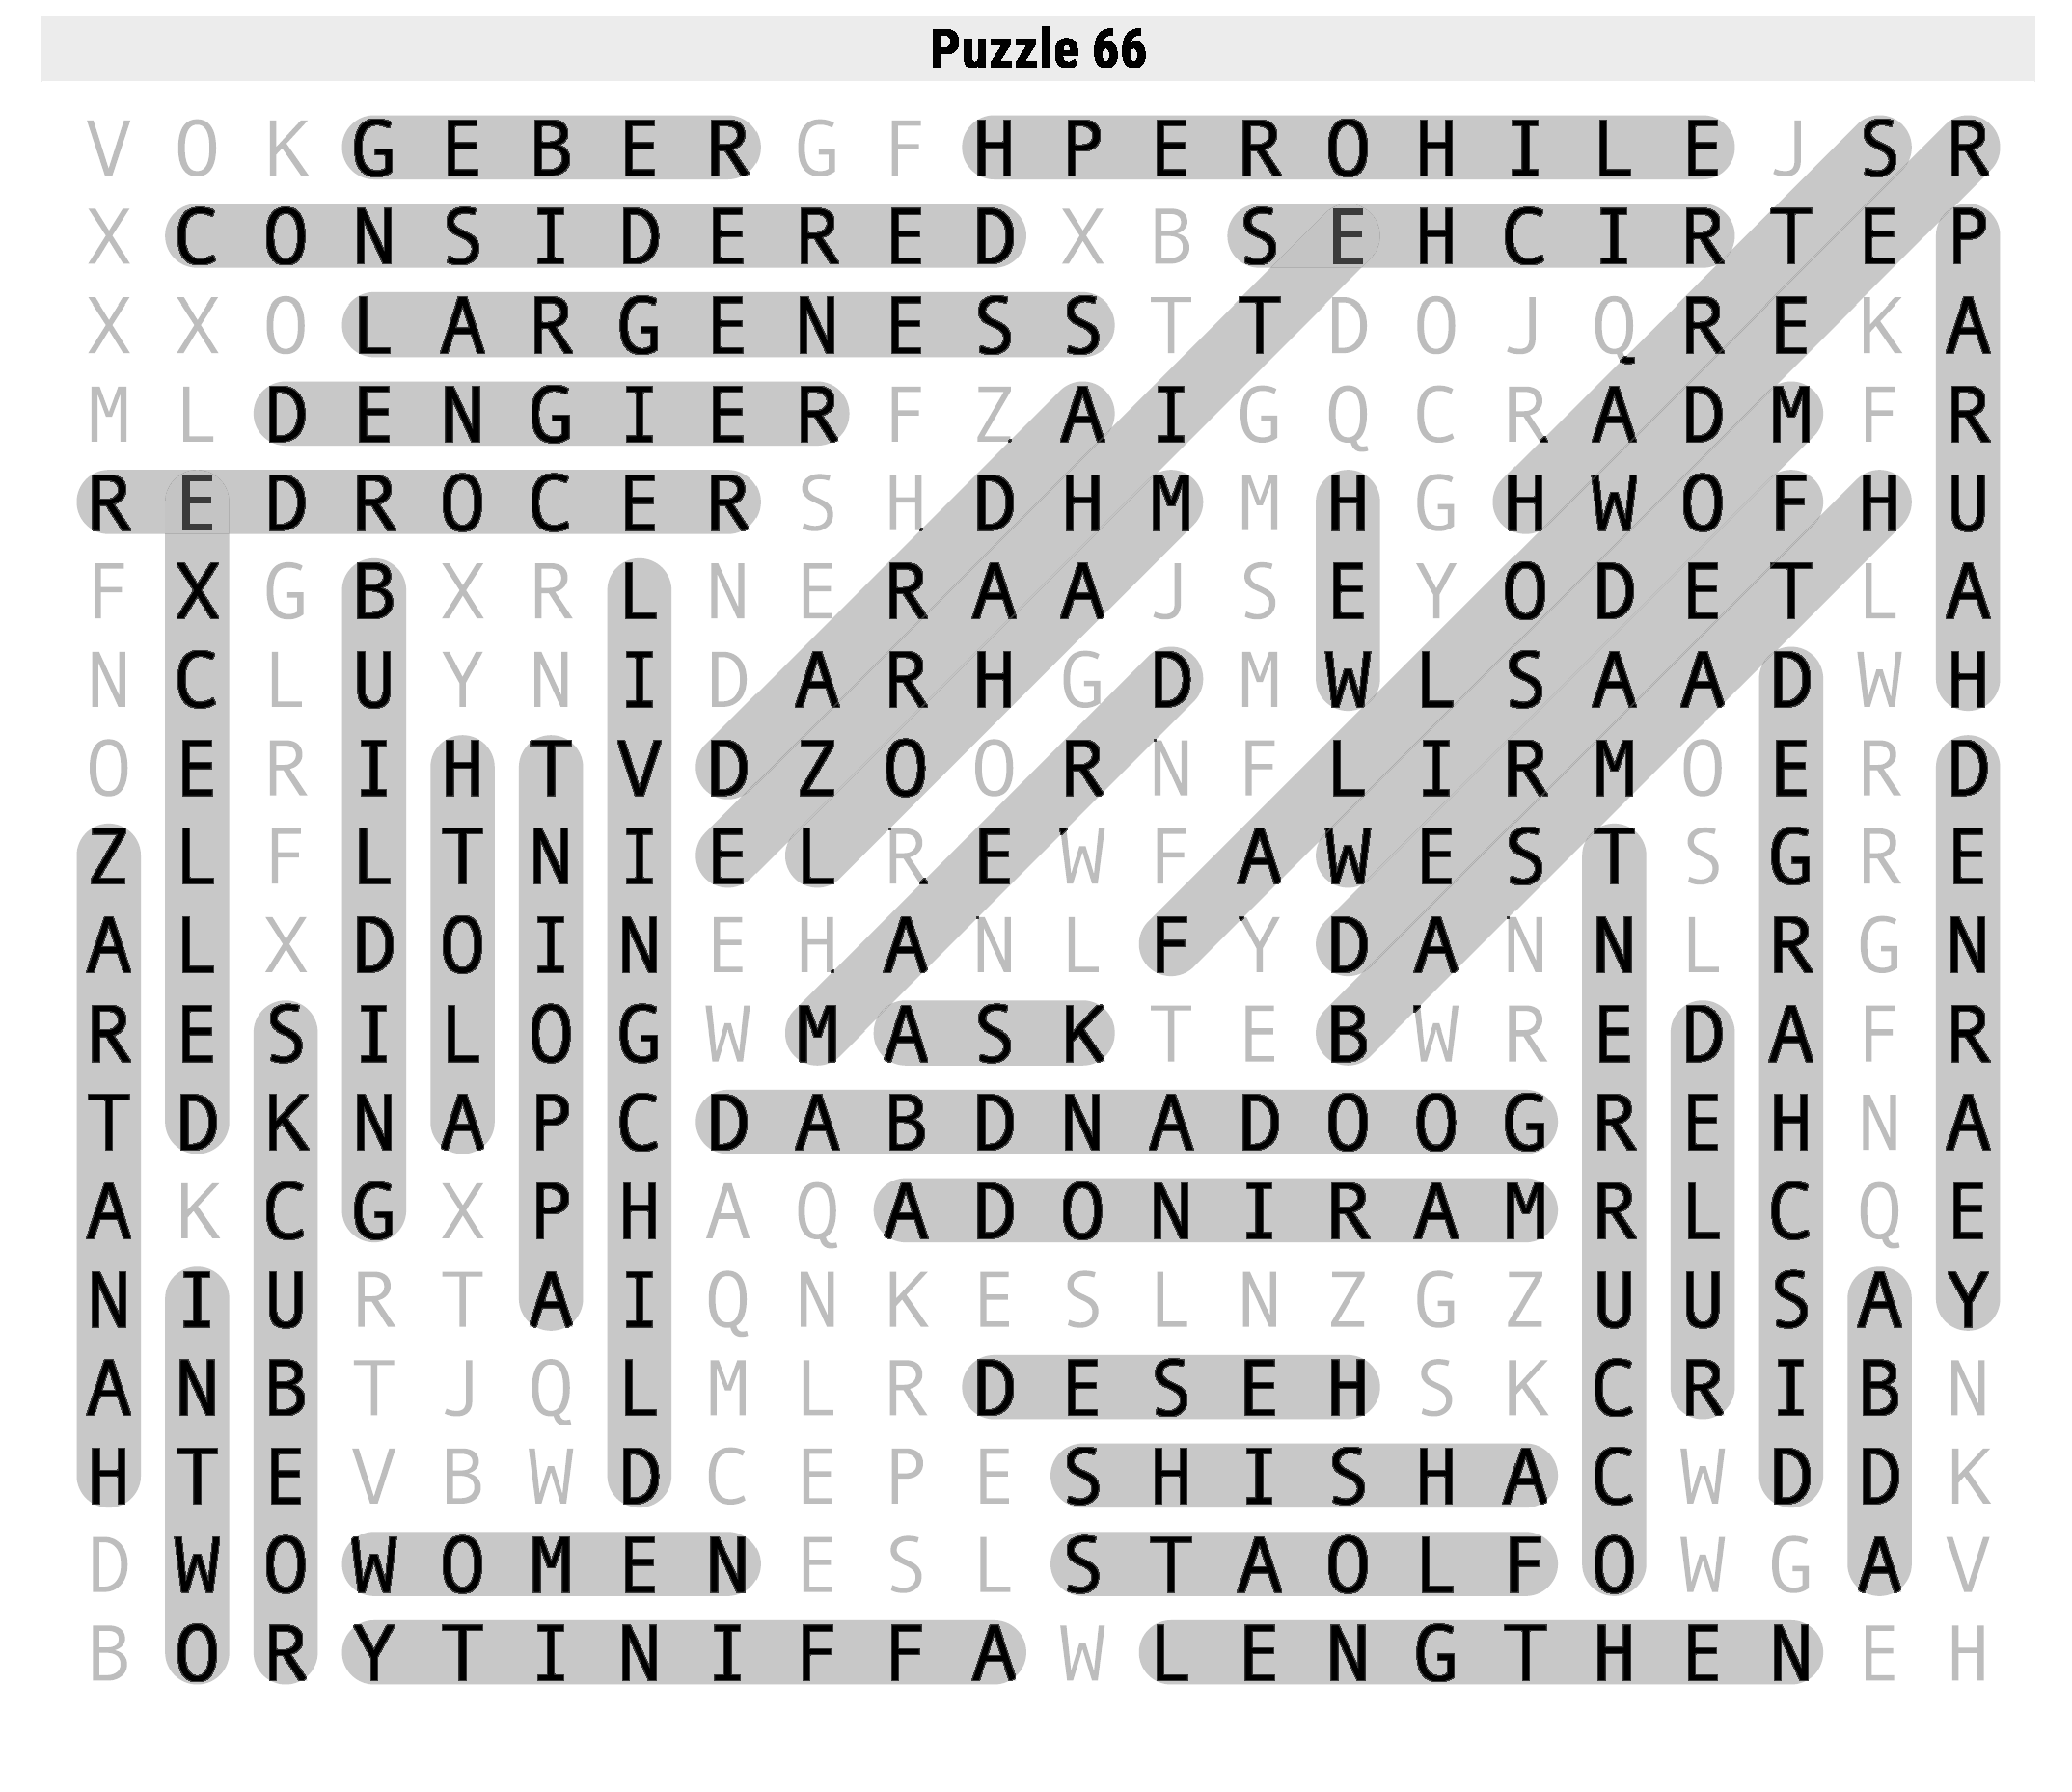 Puzzle 66
V O K G E B E R G F H P E R O H I L E J S R
X C O N S I D E R E D X B S E H C I R T E P
X X O L A R G E N E S S T T D O J Q R E K A
M L D E N G I E R F Z A I G Q C R A D M F R
R E D R O C E R S H D H M M H G H W O F H U
F X G B X R L N E R A A J S E Y O D E T L A
N C L U Y N I D A R H G D M W L S A A D W H
O E R I H T V D Z O O R N F L I R M O E R D
Z L F L T N I E L R E W F A W E S T S G R E
A L X D O I N E H A N L F Y D A N N L R G N
R E S I L O G W M A S K T E B W R E D A F R
T D K N A P C D A B D N A D O O G R E H N A
A K C G X P H A Q A D O N I R A M R L C Q E
N I U R T A I Q N K E S L N Z G Z U U S A Y
A N B T J Q L M L R D E S E H S K C R I B N
H T E V B W D C E P E S H I S H A C W D D K
D W O W O M E N E S L S T A O L F O W G A V
B O R Y T I N I F F A W L E N G T H E N E H